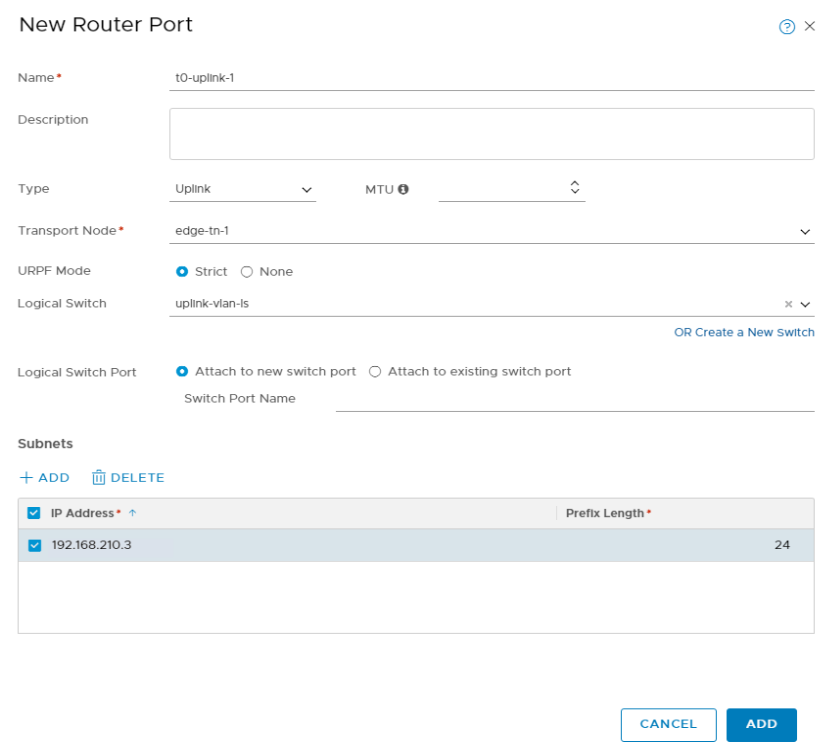 New Router Port
Name* t0-uplink-1
Description
Type Uplink MTU
Transport Node* edge-tn-1
URPF Mode Strict None
Logical Switch uplink-vlan-ls
OR Create a New Switch
Logical Switch Port Attach to new switch port Attach to existing switch port
Switch Port Name
Subnets
+ ADD DELETE
IP Address* ↑ Prefix Length*
192.168.210.3 24
CANCEL ADD